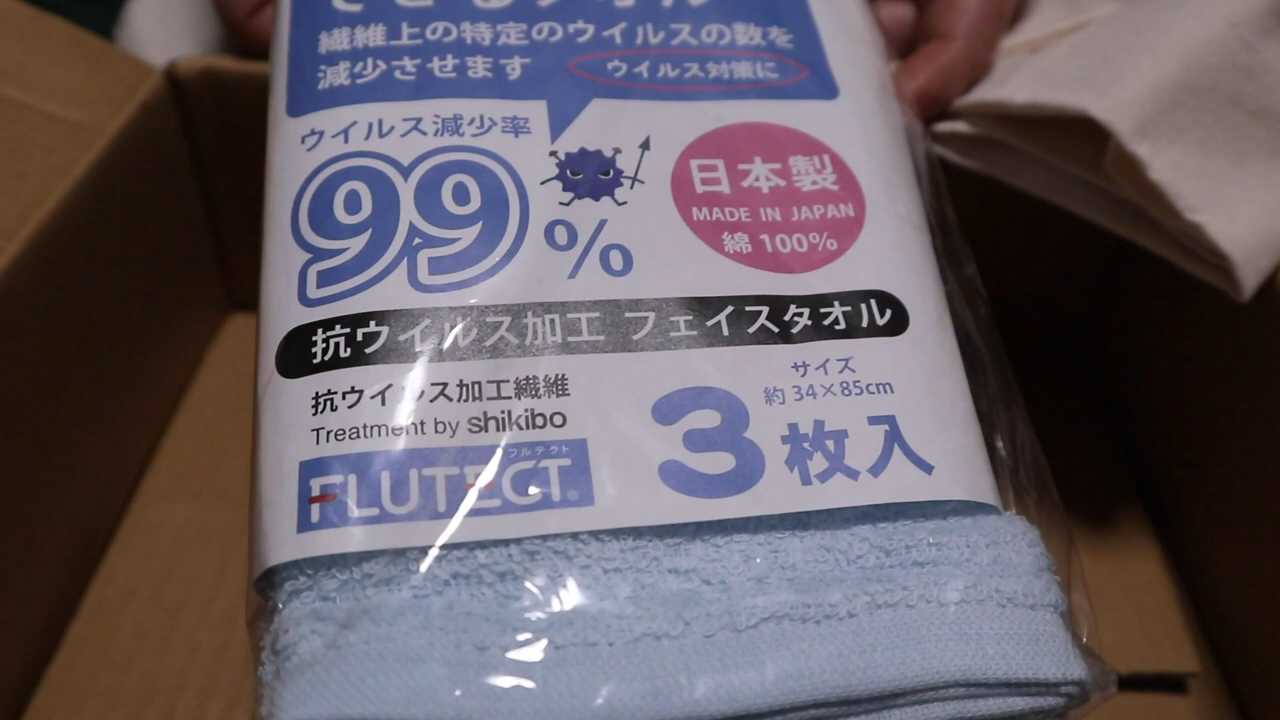 繊維上の特定のウイルスの数を
減少させます ウイルス対策に
ウイルス減少率
99%
日本製
MADE IN JAPAN
綿 100%
抗ウイルス加工 フェイスタオル
抗ウイルス加工繊維
Treatment by shikibo
フルテクト
FLUTECT®
サイズ
約 34×85cm
3枚入